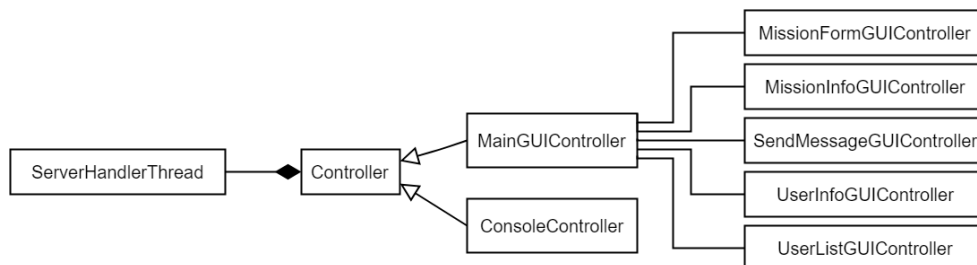 MissionFormGUIController
MissionInfoGUIController
MainGUIController
SendMessageGUIController
ServerHandlerThread
Controller
UserInfoGUIController
ConsoleController
UserListGUIController